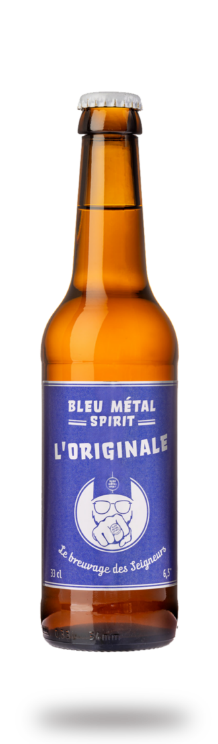 BLEU MÉTAL
SPIRIT
L'ORIGINALE
Le breuvage des Seigneurs
33 cl
6,5°